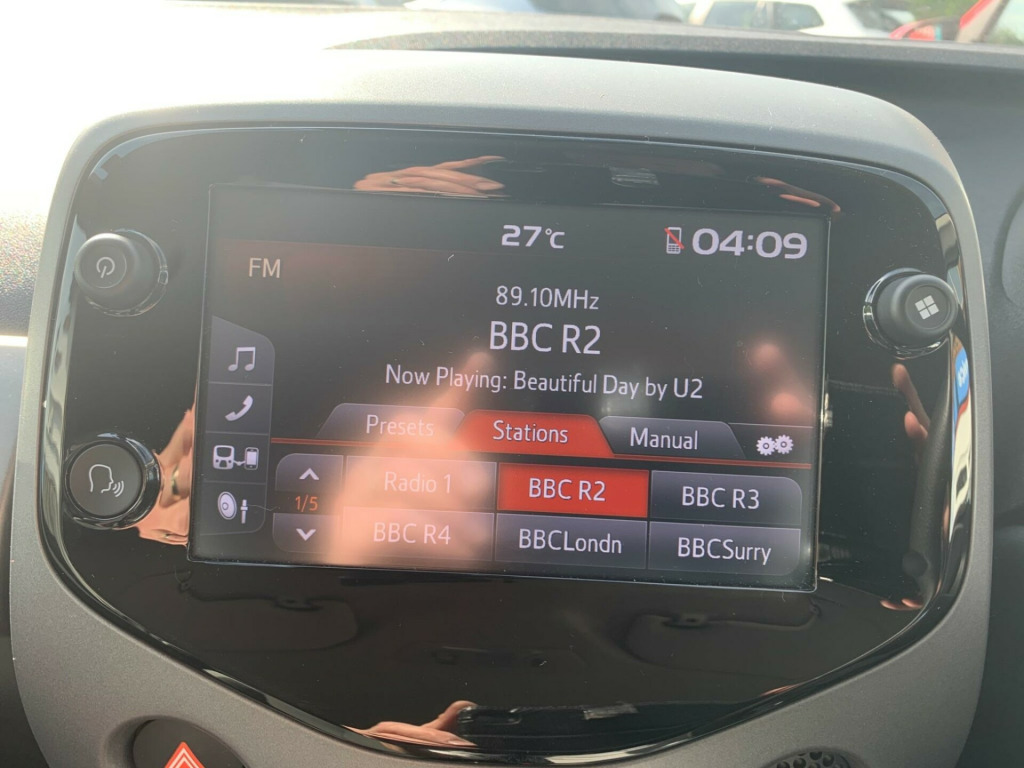 27°C
04:09
FM
89.10MHz
BBC R2
Now Playing: Beautiful Day by U2
Presets
Stations
Manual
1/5
Radio 1
BBC R2
BBC R3
BBC R4
BBCLondn
BBCSurry